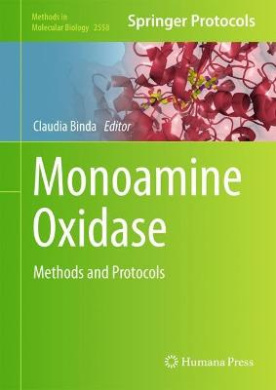 Methods in
Molecular Biology 2558
Springer Protocols
Claudia Binda Editor
Monoamine
Oxidase
Methods and Protocols
Humana Press